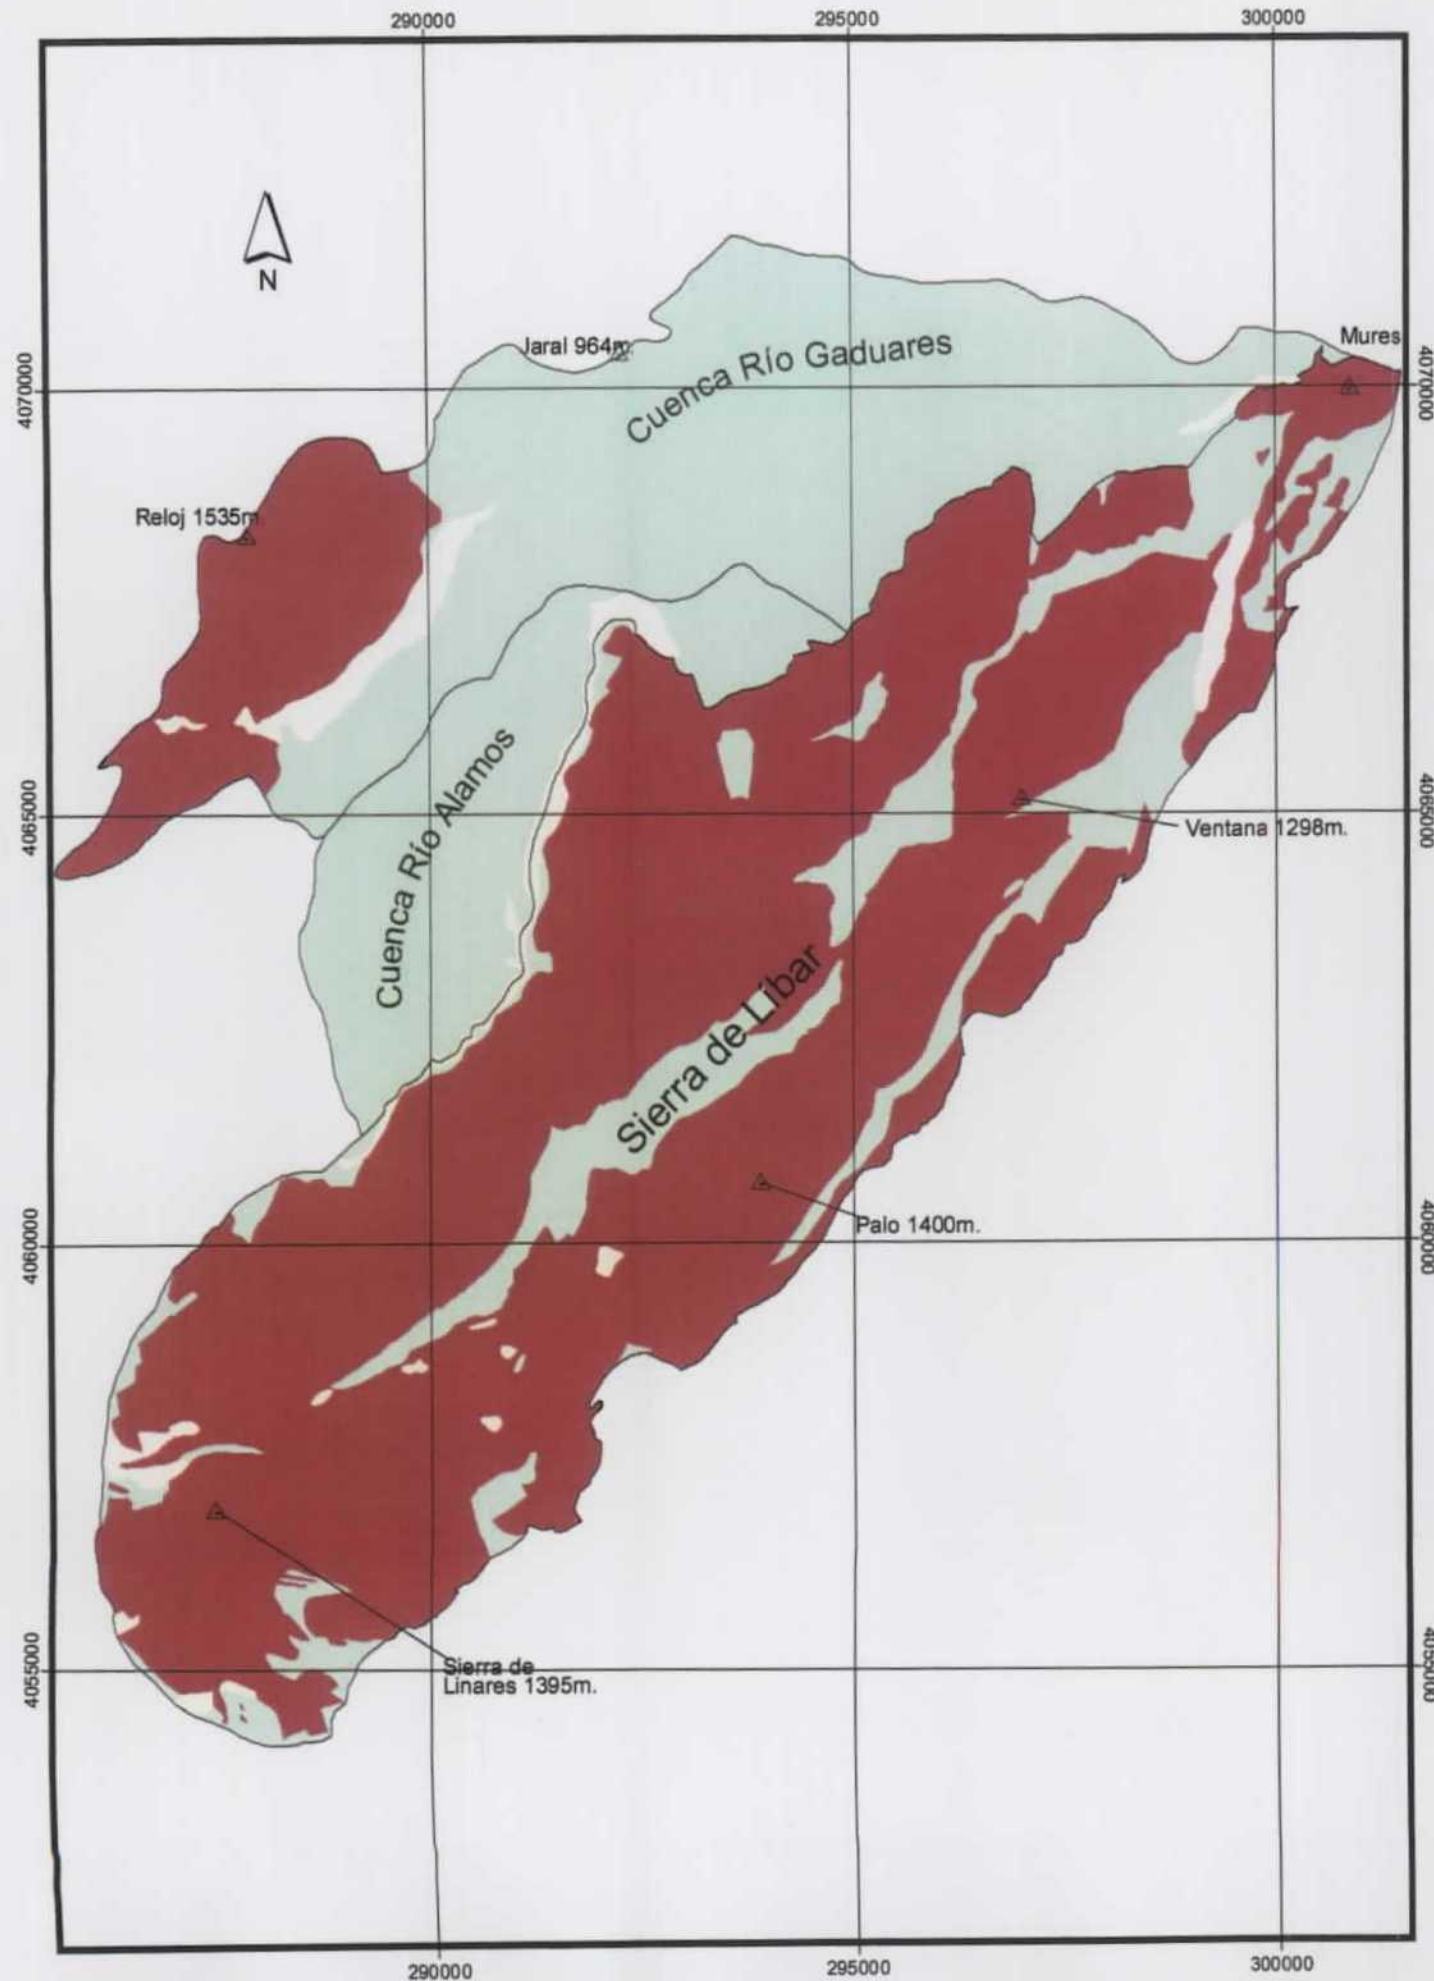 290000
295000
300000
N
Jaral 964m.
Cuenca Río Gaduares
Mures
4070000
4070000
Reloj 1535m.
Cuenca Río Alamos
4065000
4065000
Ventana 1298m.
Sierra de Líbar
Palo 1400m.
4060000
4060000
4055000
4055000
Sierra de
Linares 1395m.
290000
295000
300000